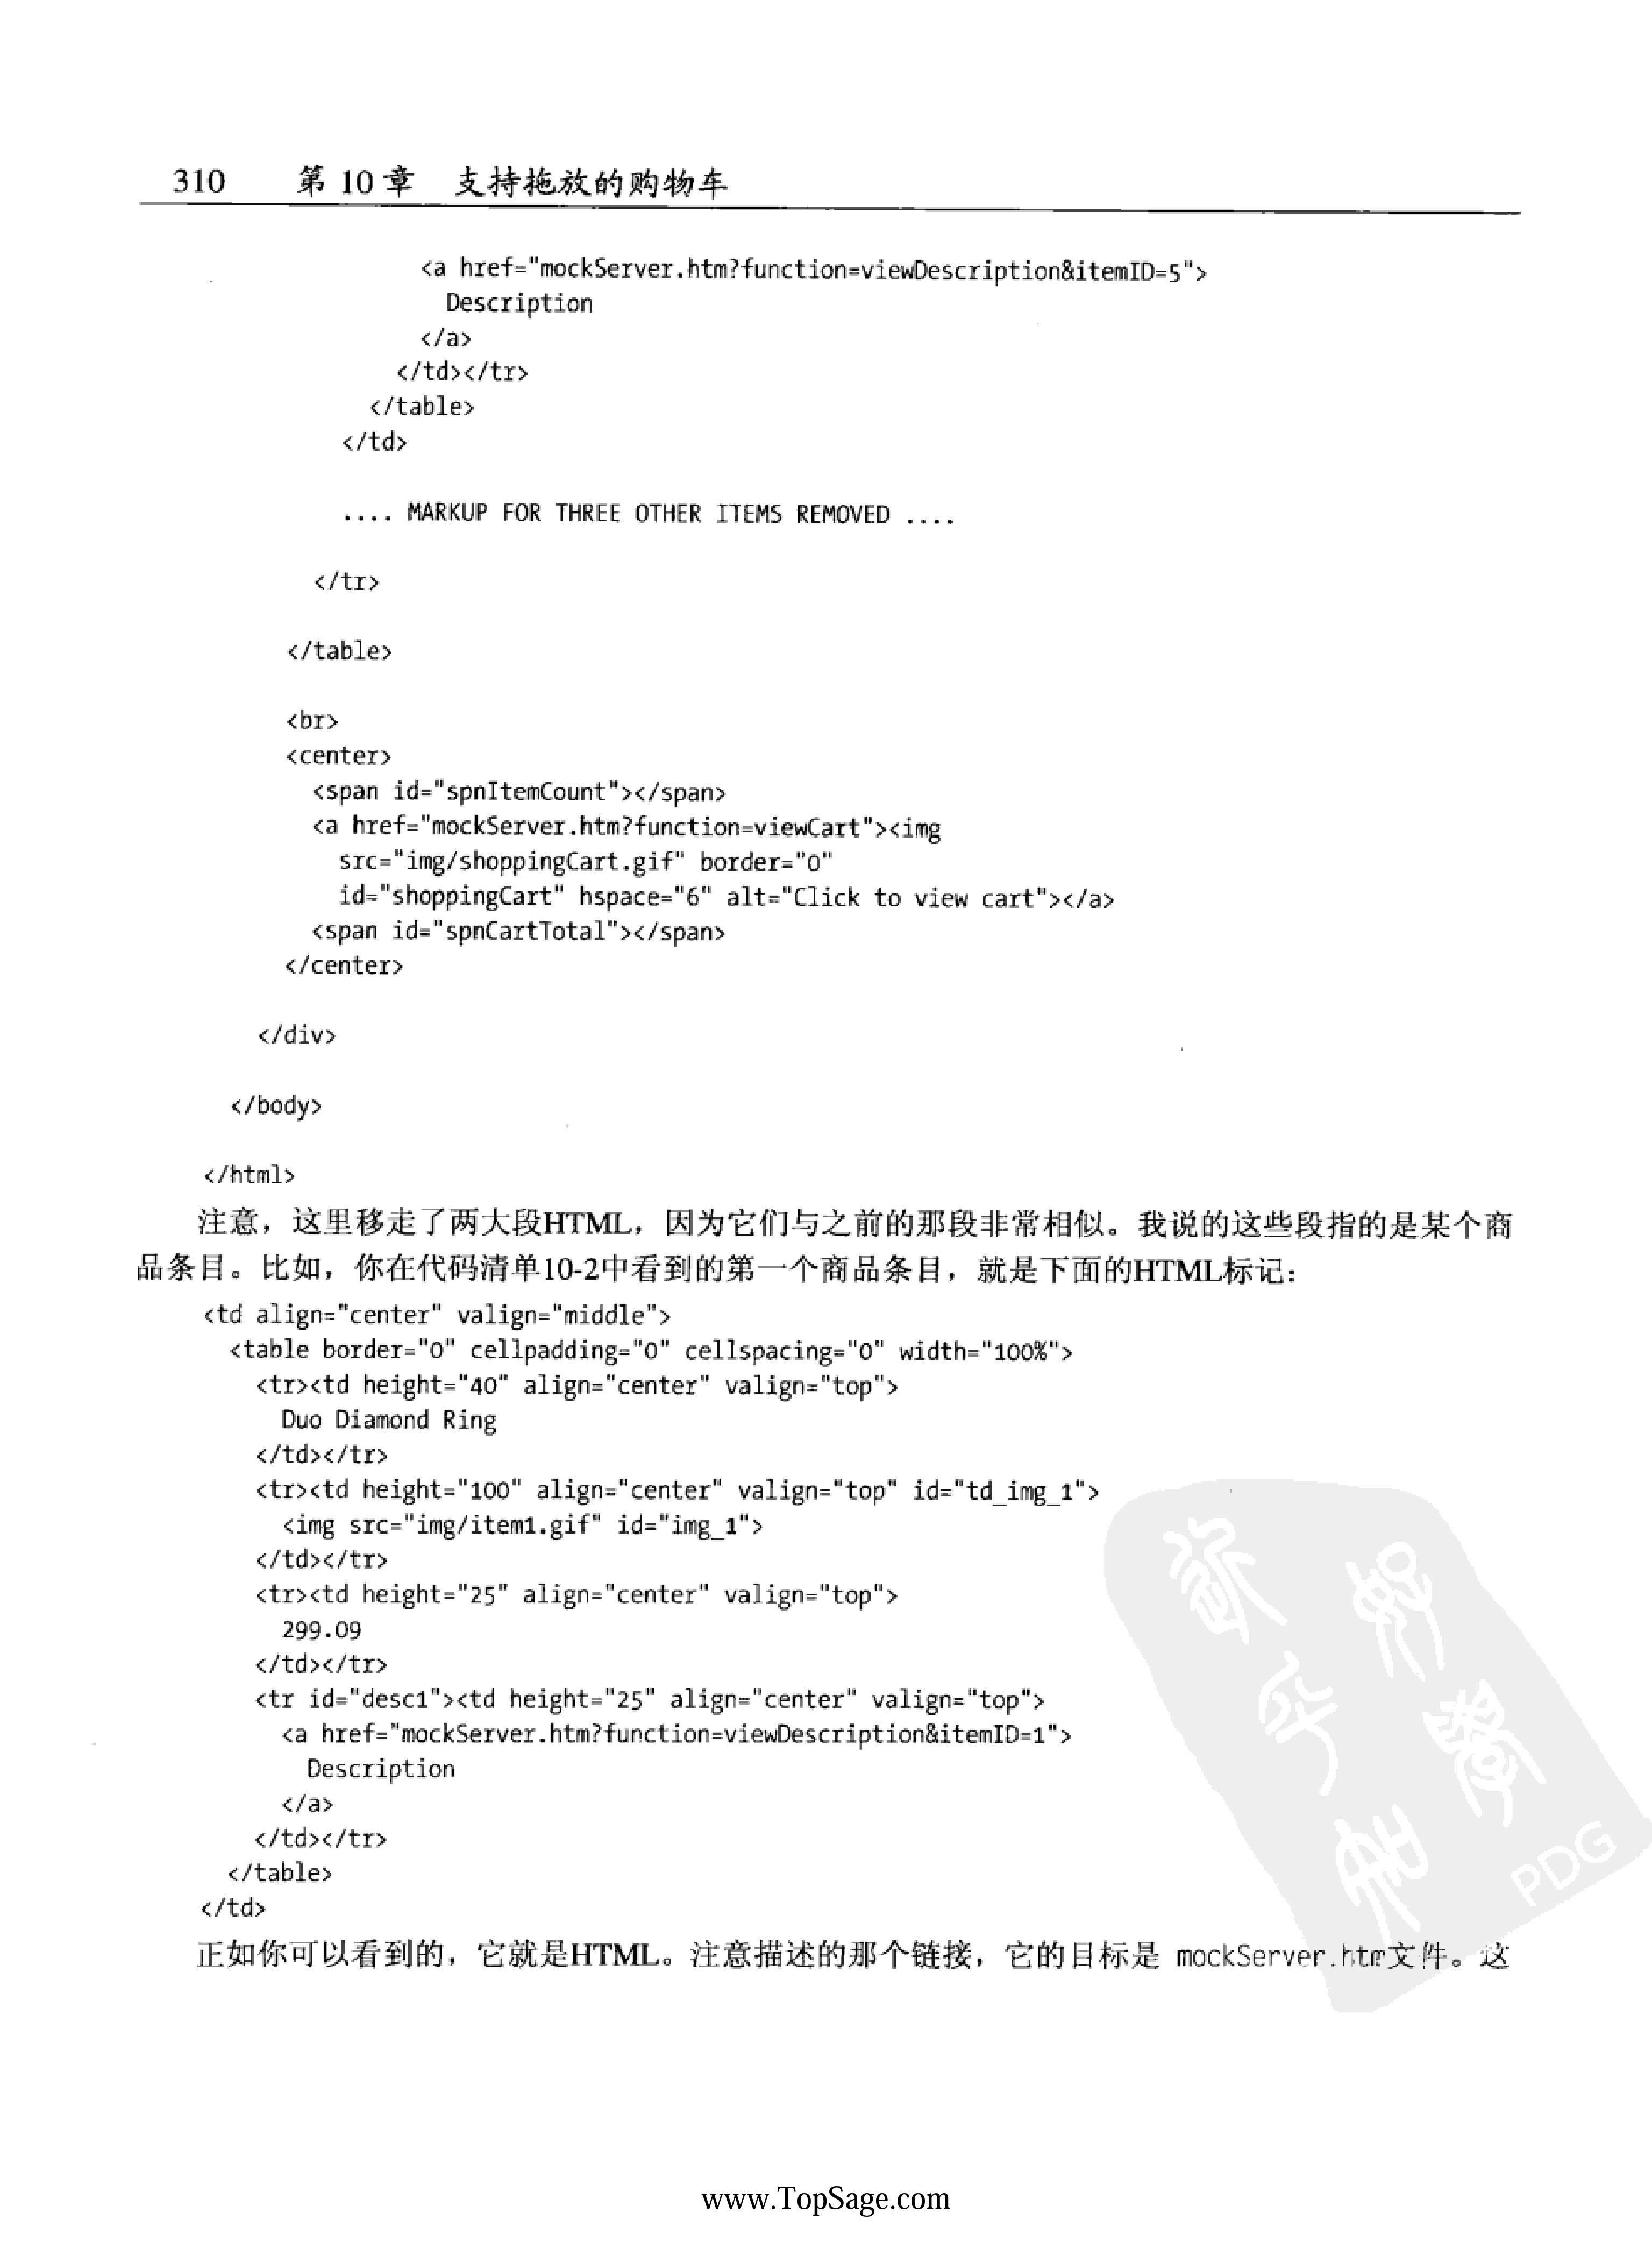 310 第 10 章 支持拖放的购物车
<a href="mockServer.htm?function=viewDescription&itemID=5">
Description
</a>
</td></tr>
</table>
</td>
.... MARKUP FOR THREE OTHER ITEMS REMOVED ....
</tr>
</table>
<br>
<center>
<span id="spnItemCount"></span>
<a href="mockServer.htm?function=viewCart"><img
src="img/shoppingCart.gif" border="0"
id="shoppingCart" hspace="6" alt="Click to view cart"></a>
<span id="spnCartTotal"></span>
</center>
</div>
</body>
</html>
注意，这里移走了两大段HTML，因为它们与之前的那段非常相似。我说的这些段指的是某个商
品条目。比如，你在代码清单10-2中看到的第一个商品条目，就是下面的HTML标记：
<td align="center" valign="middle">
<table border="0" cellpadding="0" cellspacing="0" width="100%">
<tr><td height="40" align="center" valign="top">
Duo Diamond Ring
</td></tr>
<tr><td height="100" align="center" valign="top" id="td_img_1">
<img src="img/item1.gif" id="img_1">
</td></tr>
<tr><td height="25" align="center" valign="top">
299.09
</td></tr>
<tr id="desc1"><td height="25" align="center" valign="top">
<a href="mockServer.htm?function=viewDescription&itemID=1">
Description
</a>
</td></tr>
</table>
</td>
正如你可以看到的，它就是HTML。注意描述的那个链接，它的目标是 mockServer.htm文件。这
PDG
www.TopSage.com